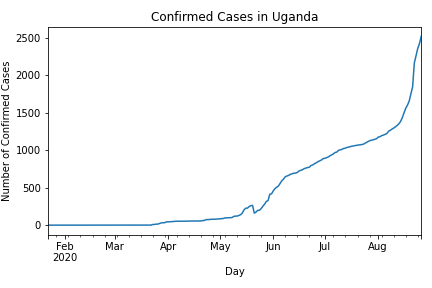 Confirmed Cases in Uganda
Number of Confirmed Cases
2500
2000
1500
1000
500
0
Feb Mar Apr May Jun Jul Aug
2020
Day